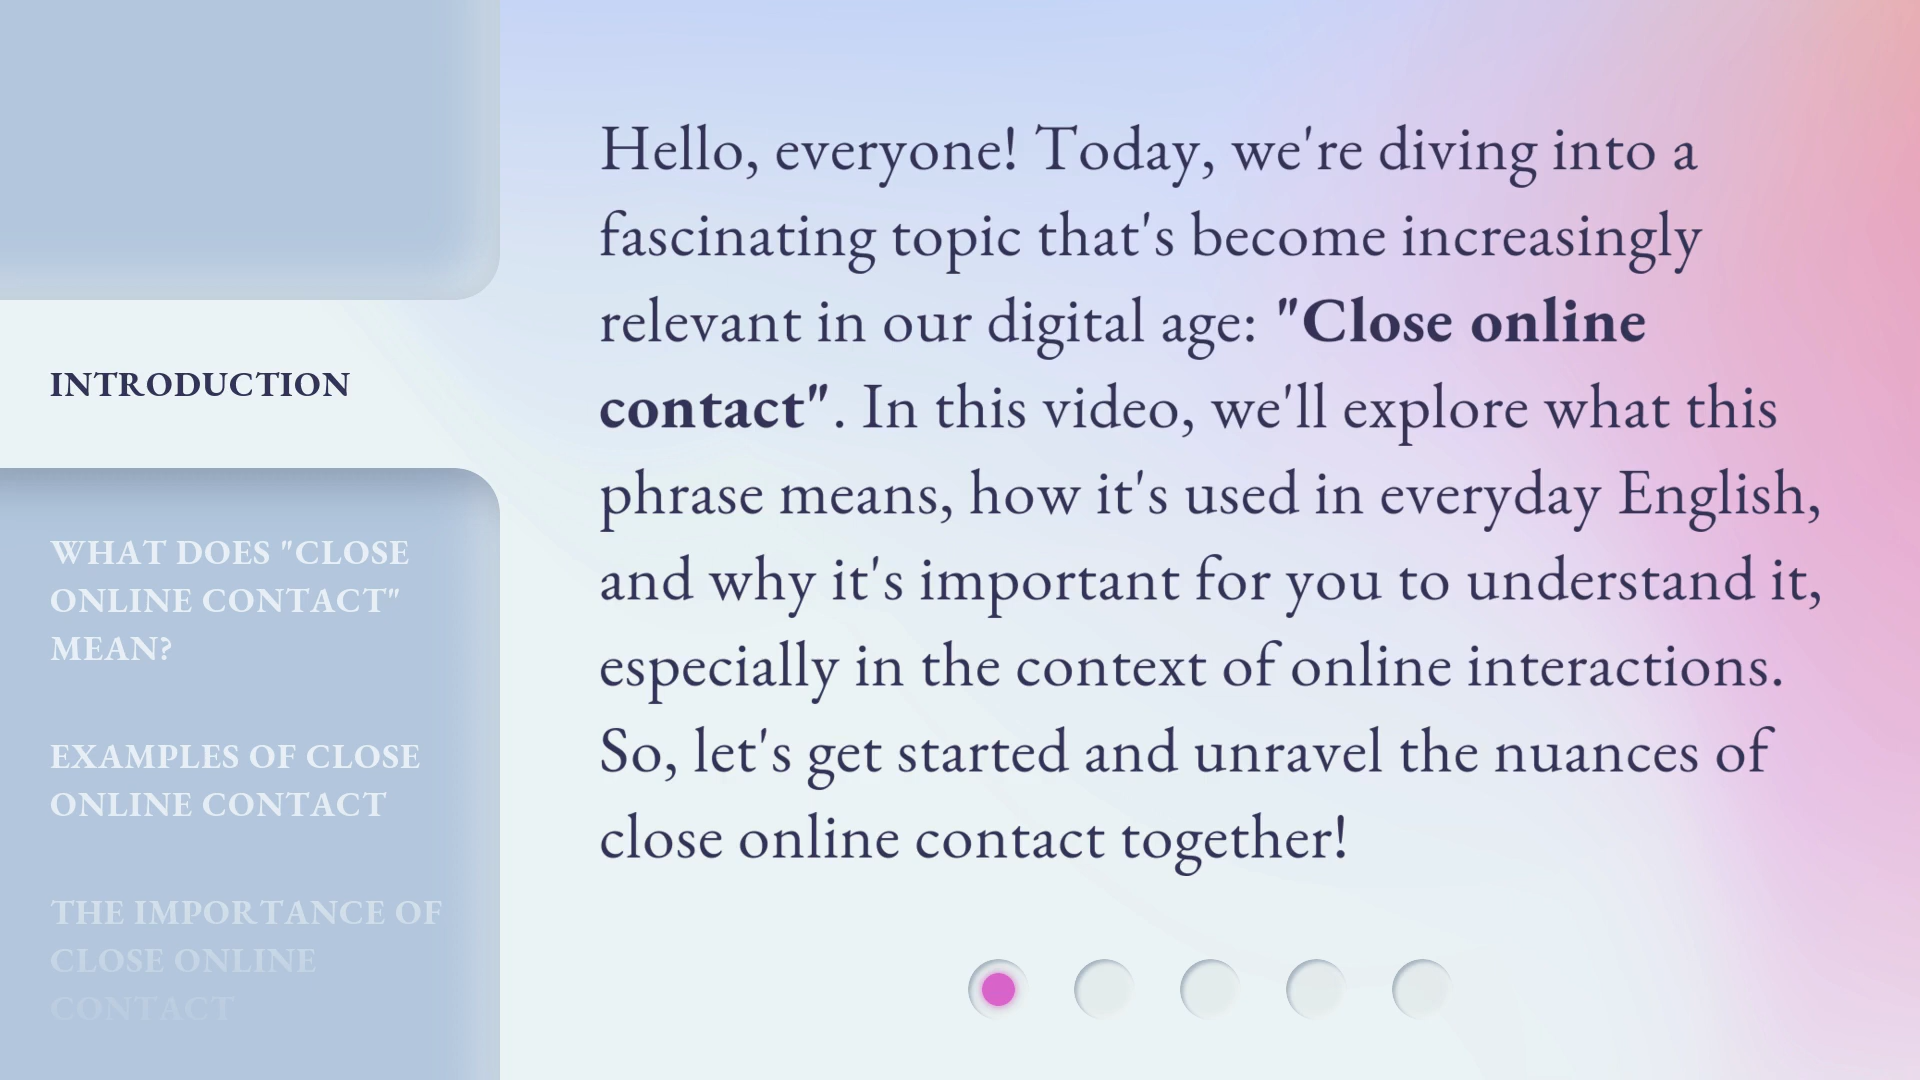 INTRODUCTION
WHAT DOES "CLOSE
ONLINE CONTACT"
MEAN?
EXAMPLES OF CLOSE
ONLINE CONTACT
THE IMPORTANCE OF
CLOSE ONLINE
CONTACT
Hello, everyone! Today, we're diving into a
fascinating topic that's become increasingly
relevant in our digital age: "Close online
contact". In this video, we'll explore what this
phrase means, how it's used in everyday English,
and why it's important for you to understand it,
especially in the context of online interactions.
So, let's get started and unravel the nuances of
close online contact together!